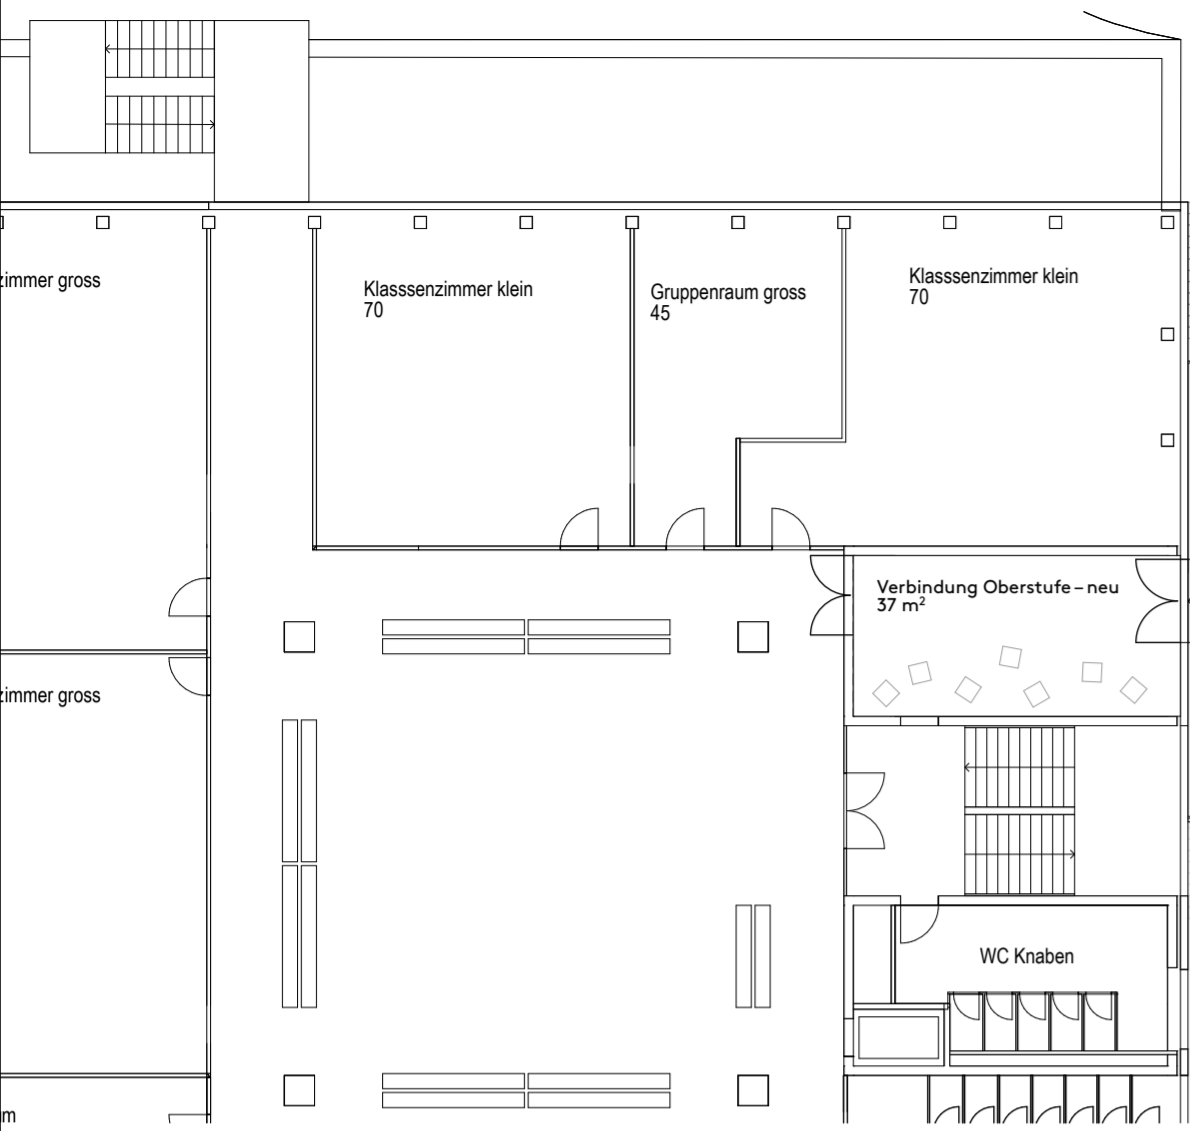 zimmer gross
Klasssenzimmer klein
70
Gruppenraum gross
45
Klasssenzimmer klein
70
Verbindung Oberstufe – neu
37 m²
zimmer gross
WC Knaben
m